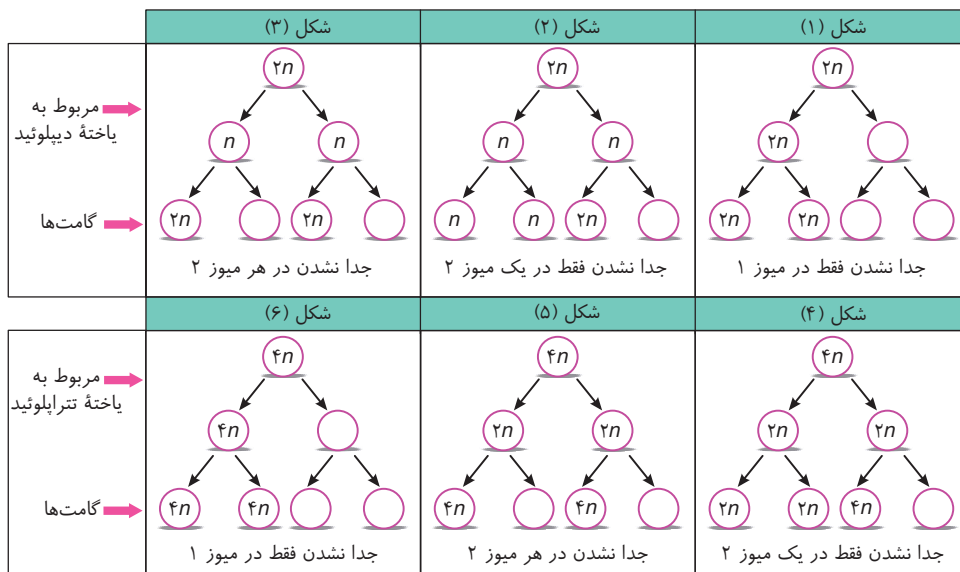 شکل (۱) شکل (۲) شکل (۳)
مربوط به
یاختهٔ دیپلوئید
۲n ۲n ۲n
۲n n n n n
گامت‌ها
۲n ۲n n n ۲n ۲n ۲n
جدا نشدن فقط در میوز ۱ جدا نشدن فقط در یک میوز ۲ جدا نشدن در هر میوز ۲
شکل (۴) شکل (۵) شکل (۶)
مربوط به
یاختهٔ تتراپلوئید
۴n ۴n ۴n
۲n ۲n ۲n ۲n ۴n
گامت‌ها
۲n ۲n ۴n ۴n ۴n ۴n ۴n
جدا نشدن فقط در یک میوز ۲ جدا نشدن در هر میوز ۲ جدا نشدن فقط در میوز ۱